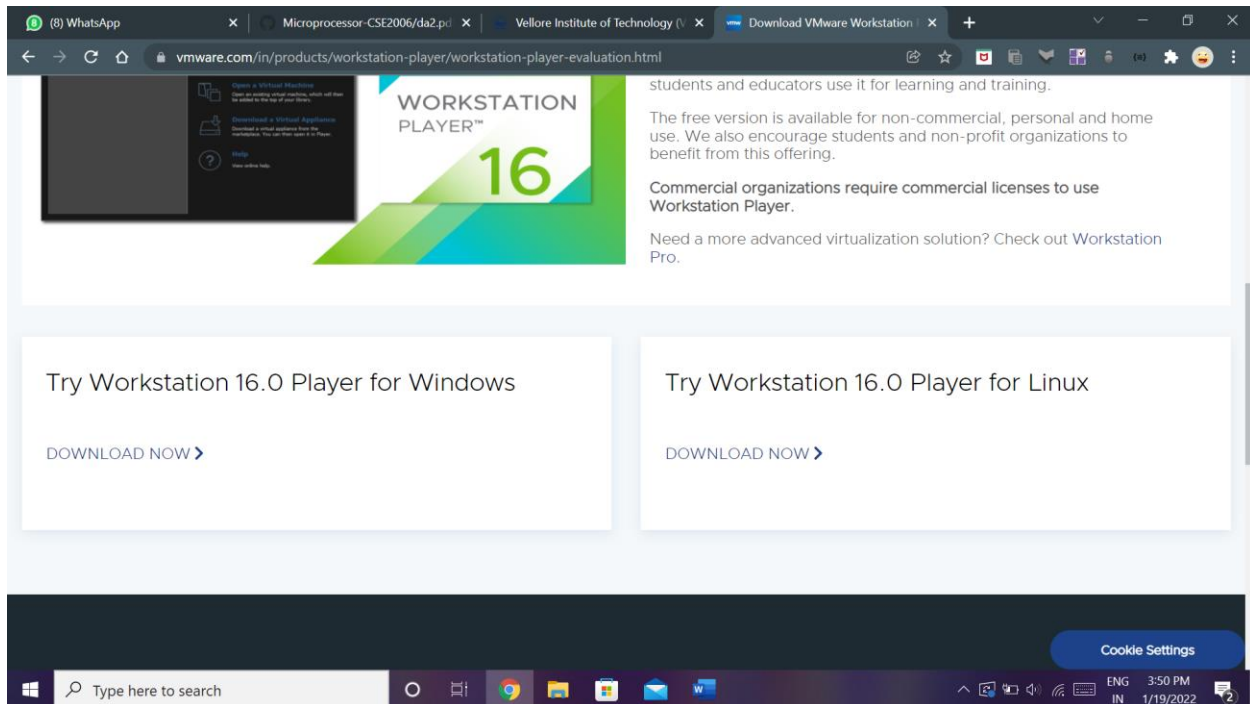 (8) WhatsApp
Microprocessor-CSE2006/da2.pd
Vellore Institute of Technology (V
Download VMware Workstation
vmware.com/in/products/workstation-player/workstation-player-evaluation.html
Open a Virtual Machine
Download a Virtual Appliance
Help
View online help.
WORKSTATION
PLAYER™
16
students and educators use it for learning and training.
The free version is available for non-commercial, personal and home
use. We also encourage students and non-profit organizations to
benefit from this offering.
Commercial organizations require commercial licenses to use
Workstation Player.
Need a more advanced virtualization solution? Check out Workstation
Pro.
Try Workstation 16.0 Player for Windows
DOWNLOAD NOW
Try Workstation 16.0 Player for Linux
DOWNLOAD NOW
Cookie Settings
Type here to search
ENG
IN
3:50 PM
1/19/2022
2